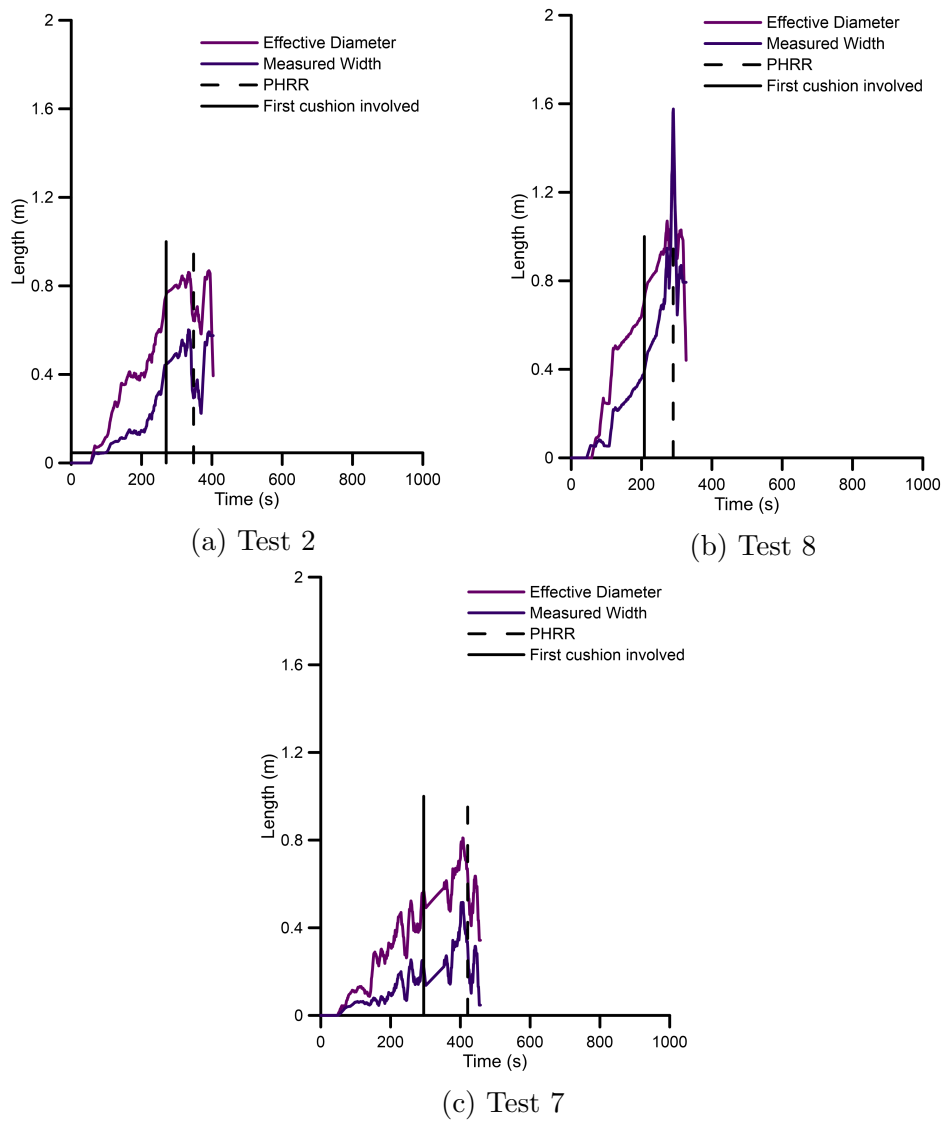 2
1.6
1.2
0.8
0.4
0
Length (m)
Effective Diameter
Measured Width
PHRR
First cushion involved
0 200 400 600 800 1000
Time (s)
(a) Test 2
2
1.6
1.2
0.8
0.4
0
Length (m)
Effective Diameter
Measured Width
PHRR
First cushion involved
0 200 400 600 800 1000
Time (s)
(b) Test 8
2
1.6
1.2
0.8
0.4
0
Length (m)
Effective Diameter
Measured Width
PHRR
First cushion involved
0 200 400 600 800 1000
Time (s)
(c) Test 7